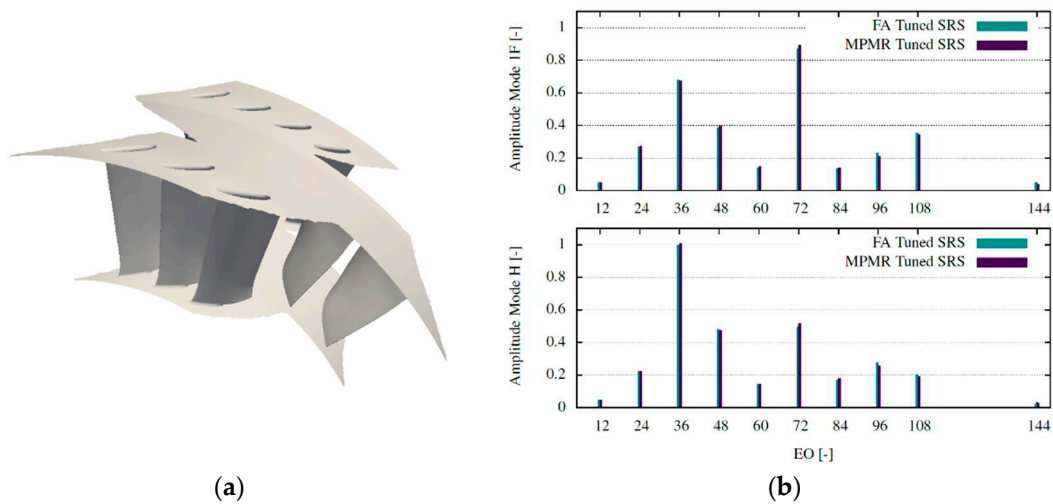 1
0.8
0.6
0.4
0.2
0
Amplitude Mode 1F [-]
FA Tuned SRS
MPMR Tuned SRS
12 24 36 48 60 72 84 96 108 144
1
0.8
0.6
0.4
0.2
0
Amplitude Mode H [-]
FA Tuned SRS
MPMR Tuned SRS
12 24 36 48 60 72 84 96 108 144
EO [-]
(a) (b)